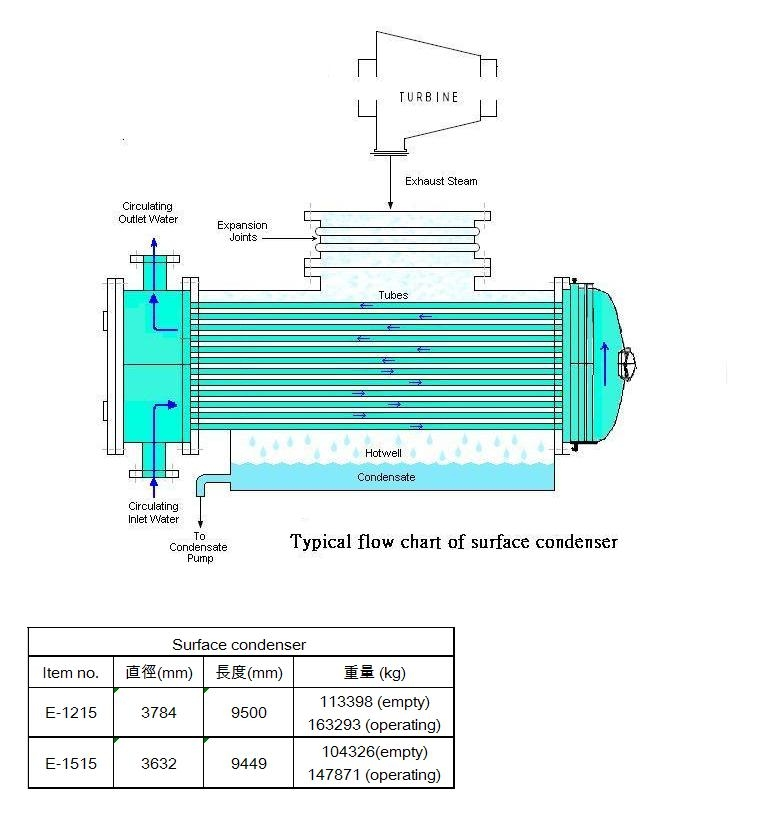 TURBINE
Exhaust Steam
Circulating
Outlet Water
Expansion
Joints
Tubes
Hotwell
Condensate
Circulating
Inlet Water
To
Condensate
Pump
Typical flow chart of surface condenser
Surface condenser
Item no. 直徑(mm) 長度(mm) 重量 (kg)
E-1215 3784 9500 113398 (empty)
163293 (operating)
E-1515 3632 9449 104326(empty)
147871 (operating)